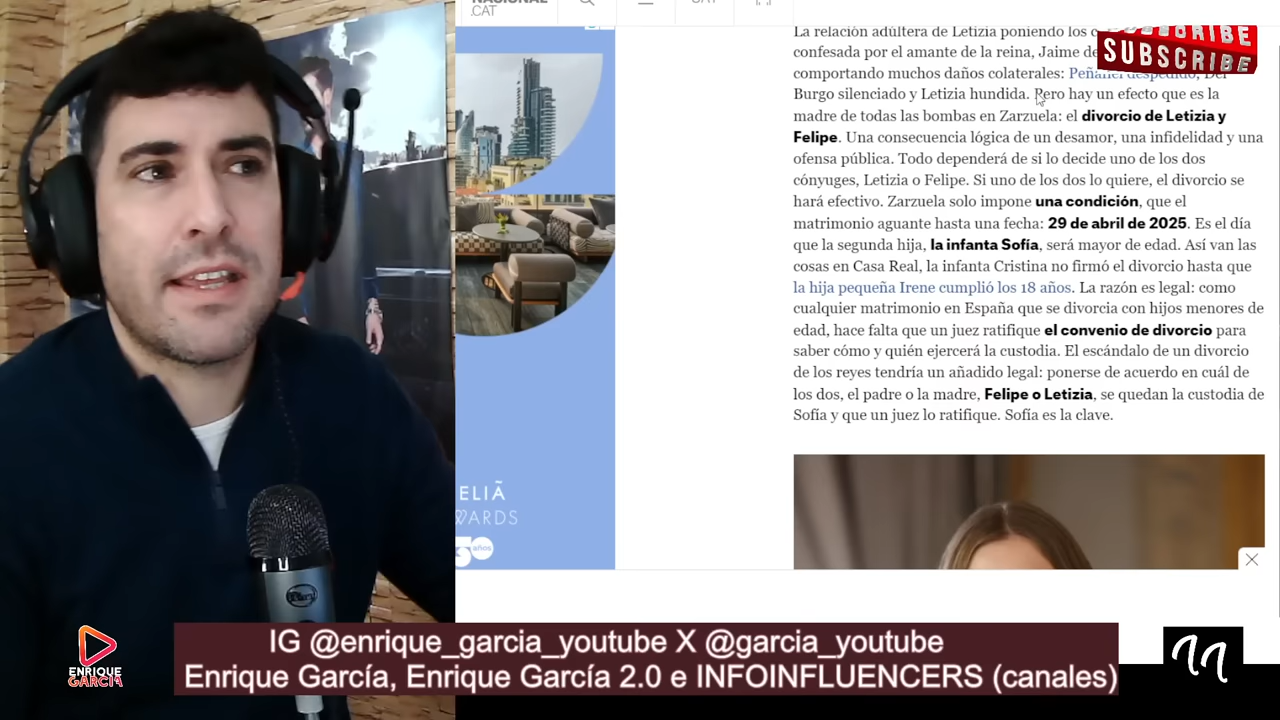 NACIONAL
.CAT
CAT
SUBSCRIBE
SUBSCRIBE
La relación adúltera de Letizia poniendo los
confesada por el amante de la reina, Jaime de
comportando muchos daños colaterales: Peñafiel despedido, Del
Burgo silenciado y Letizia hundida. Pero hay un efecto que es la
madre de todas las bombas en Zarzuela: el divorcio de Letizia y
Felipe. Una consecuencia lógica de un desamor, una infidelidad y una
ofensa pública. Todo dependerá de si lo decide uno de los dos
cónyuges, Letizia o Felipe. Si uno de los dos lo quiere, el divorcio se
hará efectivo. Zarzuela solo impone una condición, que el
matrimonio aguante hasta una fecha: 29 de abril de 2025. Es el día
que la segunda hija, la infanta Sofía, será mayor de edad. Así van las
cosas en Casa Real, la infanta Cristina no firmó el divorcio hasta que
la hija pequeña Irene cumplió los 18 años. La razón es legal: como
cualquier matrimonio en España que se divorcia con hijos menores de
edad, hace falta que un juez ratifique el convenio de divorcio para
saber cómo y quién ejercerá la custodia. El escándalo de un divorcio
de los reyes tendría un añadido legal: ponerse de acuerdo en cuál de
los dos, el padre o la madre, Felipe o Letizia, se quedan la custodia de
Sofía y que un juez lo ratifique. Sofía es la clave.
ELIÃ
WARDS
años
IG @enrique_garcia_youtube X @garcia_youtube
Enrique García, Enrique García 2.0 e INFOINFLUENCERS (canales)
ENRIQUE
GARCÍA